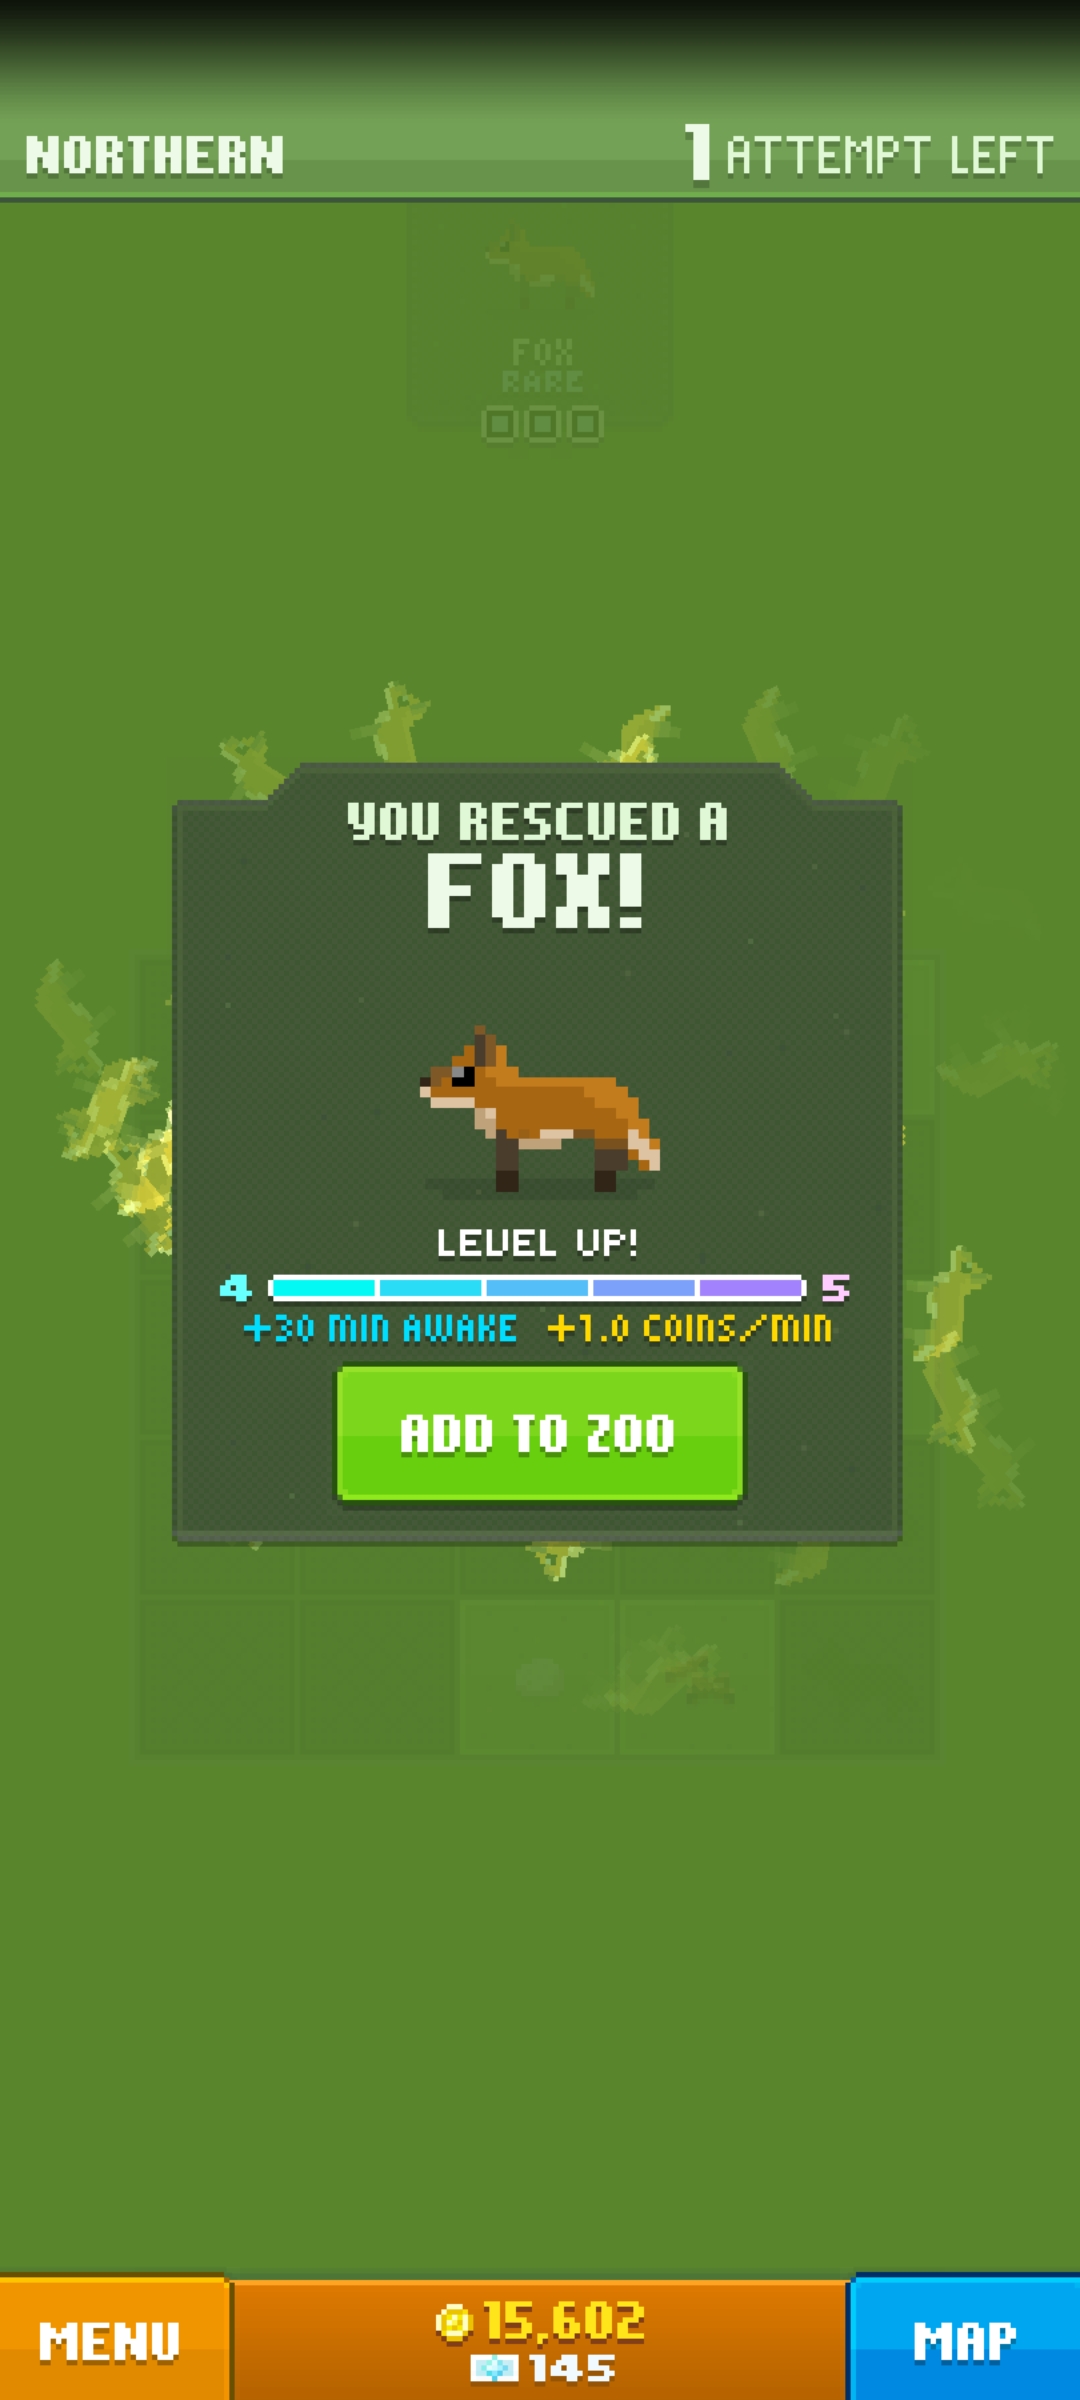 NORTHERN
1 ATTEMPT LEFT
FOX
RARE
YOU RESCUED A
FOX!
LEVEL UP!
4 5
+30 MIN AWAKE +1.0 COINS/MIN
ADD TO ZOO
MENU
15,602
145
MAP